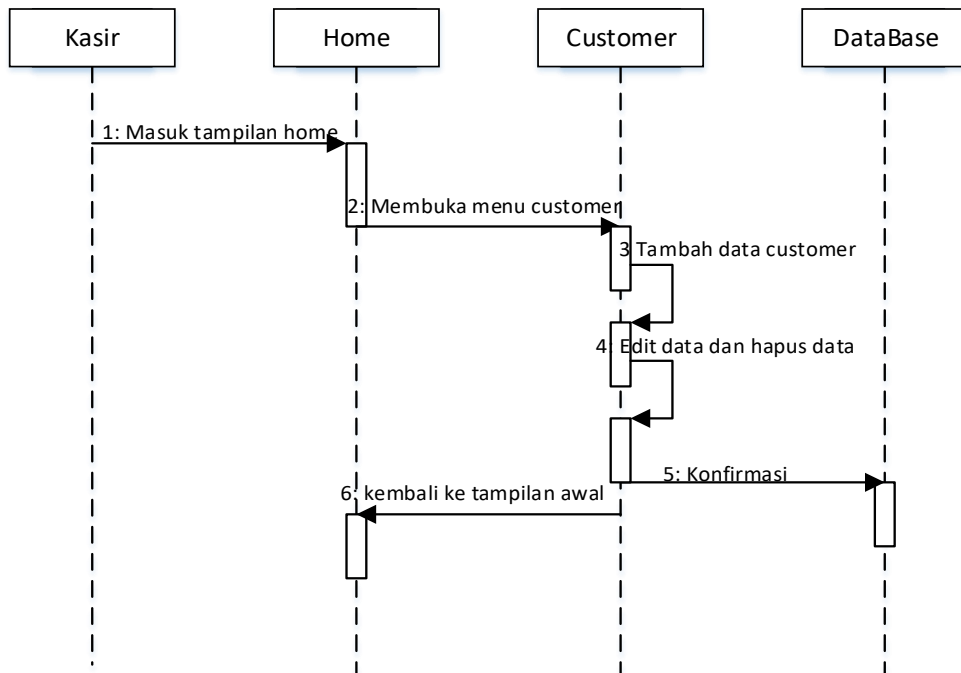 Kasir
Home
Customer
DataBase
1: Masuk tampilan home
2: Membuka menu customer
3 Tambah data customer
4: Edit data dan hapus data
5: Konfirmasi
6: kembali ke tampilan awal